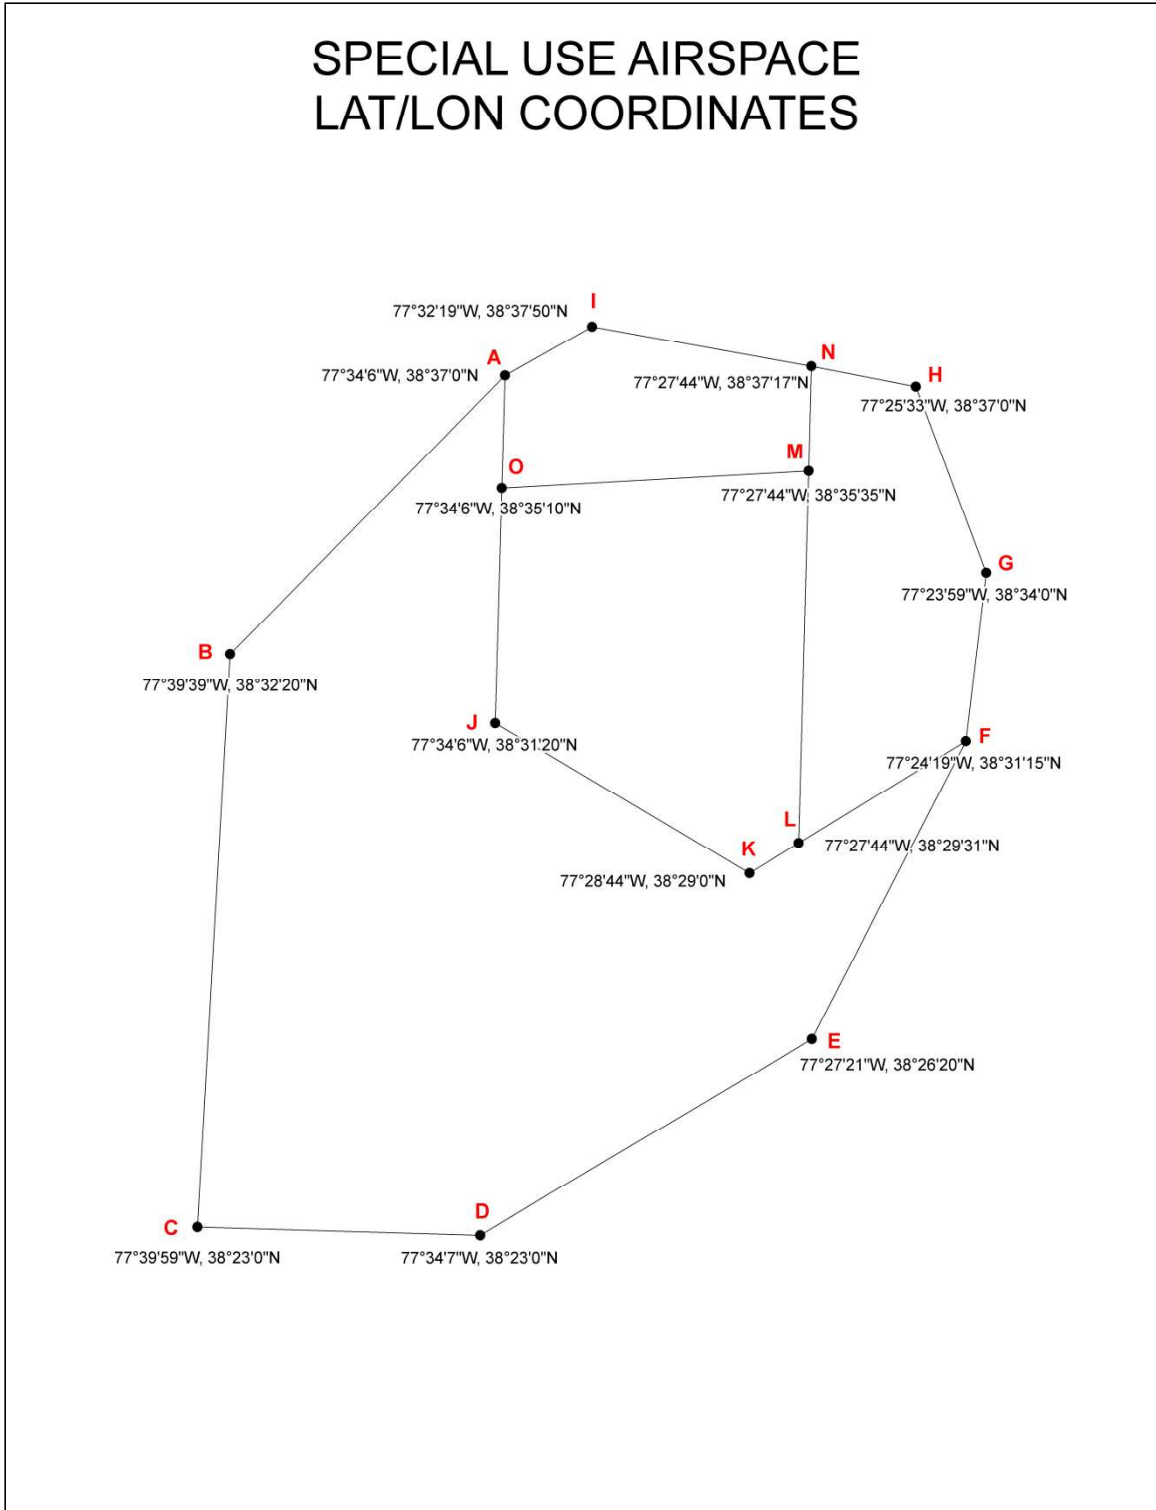 SPECIAL USE AIRSPACE
LAT/LON COORDINATES
I
77°32'19"W, 38°37'50"N
A
77°34'6"W, 38°37'0"N
N
77°27'44"W, 38°37'17"N
H
77°25'33"W, 38°37'0"N
O
77°34'6"W, 38°35'10"N
M
77°27'44"W, 38°35'35"N
G
77°23'59"W, 38°34'0"N
B
77°39'39"W, 38°32'20"N
J
77°34'6"W, 38°31'20"N
F
77°24'19"W, 38°31'15"N
L
77°27'44"W, 38°29'31"N
K
77°28'44"W, 38°29'0"N
E
77°27'21"W, 38°26'20"N
C
77°39'59"W, 38°23'0"N
D
77°34'7"W, 38°23'0"N